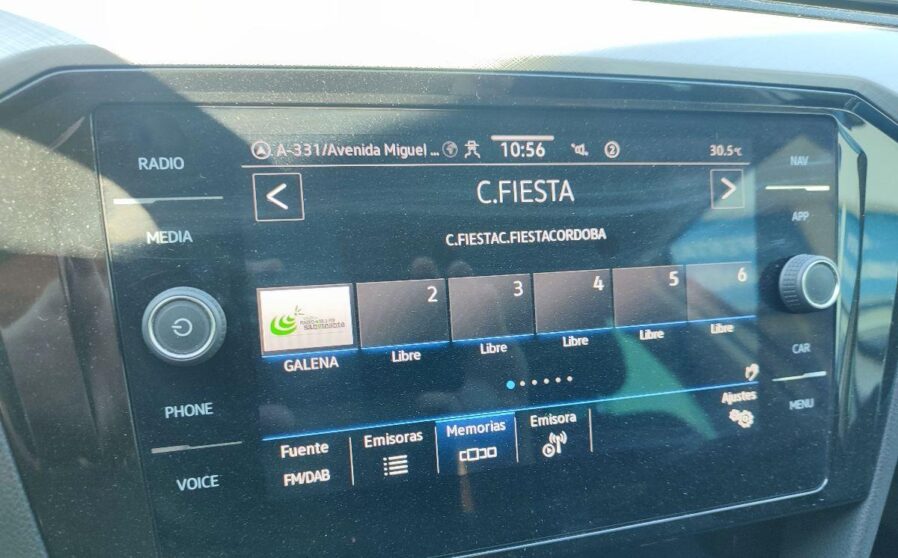 RADIO
MEDIA
PHONE
VOICE
A-331/Avenida Miguel ...
10:56
2
30.5°C
C.FIESTA
C.FIESTAC.FIESTACORDOBA
GALENA
2
Libre
3
Libre
4
Libre
5
Libre
6
Libre
Fuente
FM/DAB
Emisoras
Memorias
Emisora
Ajustes
NAV
APP
CAR
MENU